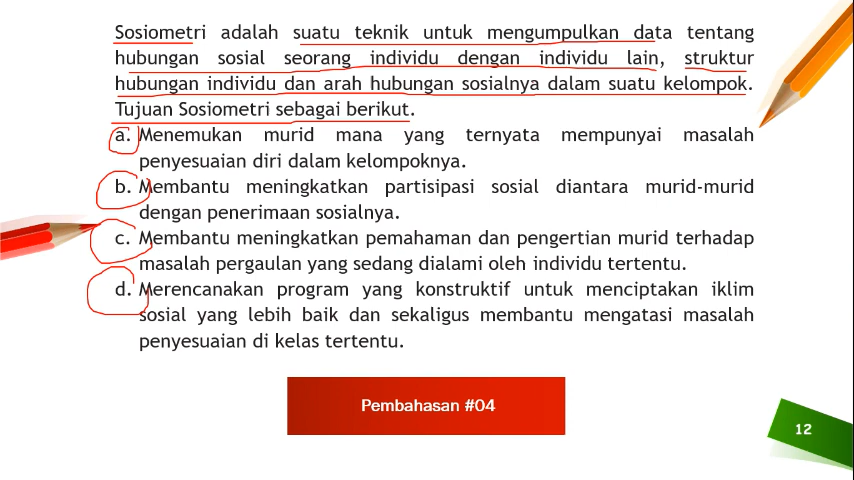 Sosiometri adalah suatu teknik untuk mengumpulkan data tentang
hubungan sosial seorang individu dengan individu lain, struktur
hubungan individu dan arah hubungan sosialnya dalam suatu kelompok.
Tujuan Sosiometri sebagai berikut.
a. Menemukan murid mana yang ternyata mempunyai masalah
penyesuaian diri dalam kelompoknya.
b. Membantu meningkatkan partisipasi sosial diantara murid-murid
dengan penerimaan sosialnya.
c. Membantu meningkatkan pemahaman dan pengertian murid terhadap
masalah pergaulan yang sedang dialami oleh individu tertentu.
d. Merencanakan program yang konstruktif untuk menciptakan iklim
sosial yang lebih baik dan sekaligus membantu mengatasi masalah
penyesuaian di kelas tertentu.
Pembahasan #04
12